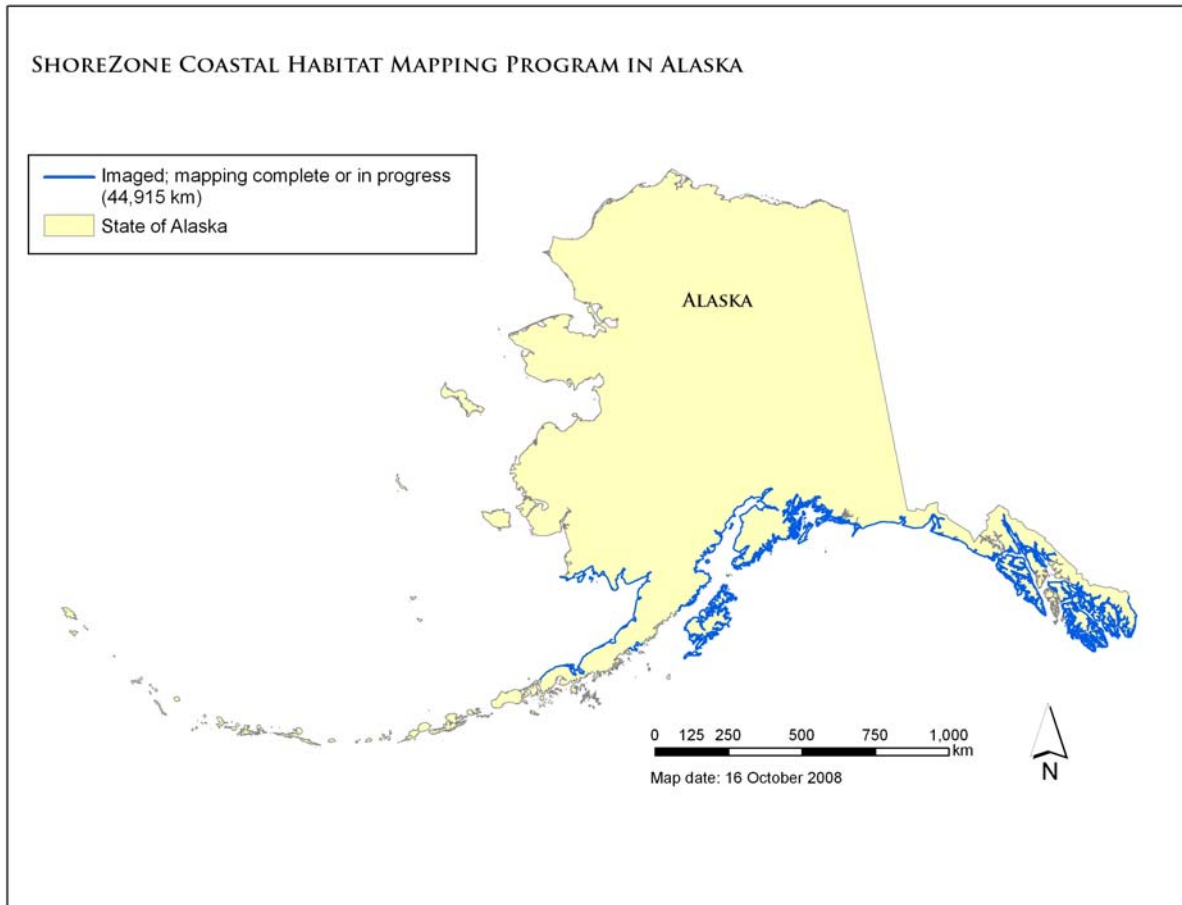 SHOREZONE COASTAL HABITAT MAPPING PROGRAM IN ALASKA
Imaged; mapping complete or in progress
(44,915 km)
State of Alaska
ALASKA
0 125 250 500 750 1,000
km
Map date: 16 October 2008
N